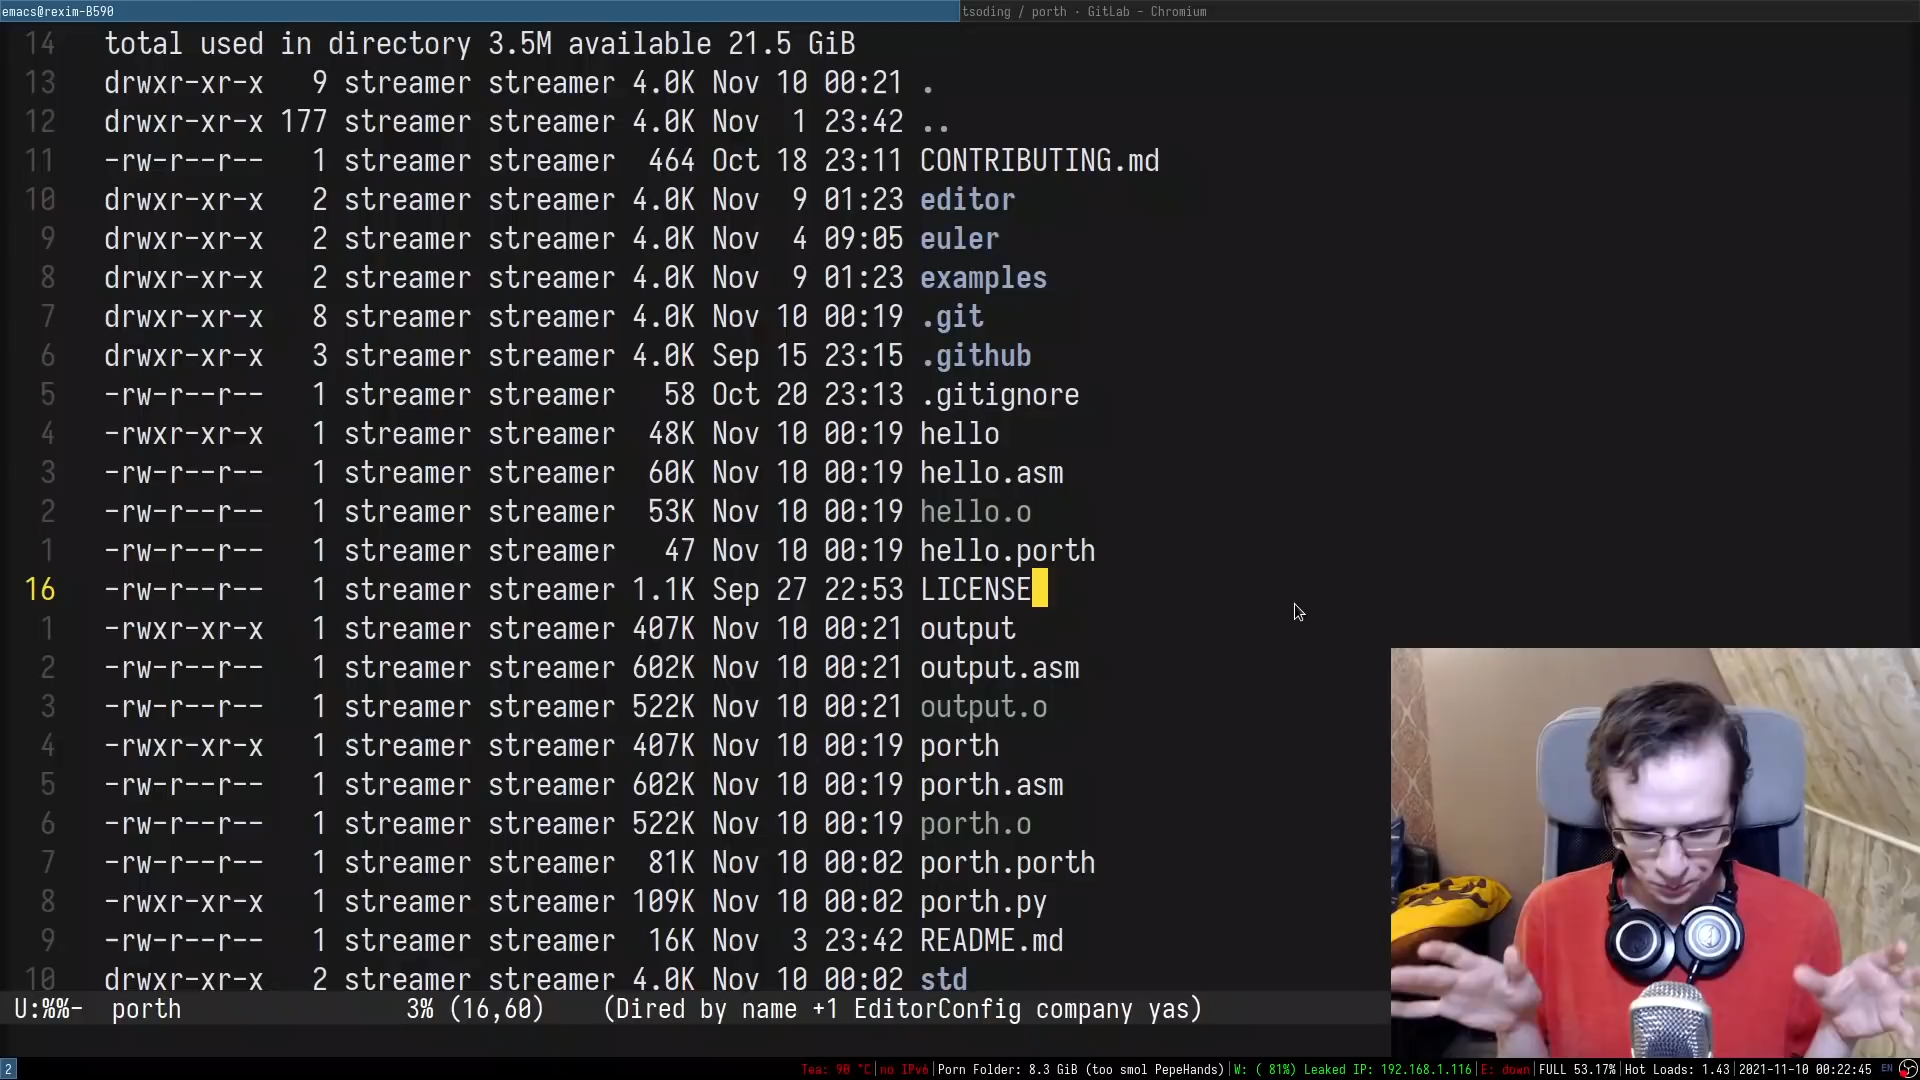 emacs@rexim-B590
tsoding / porth · GitLab - Chromium
14 total used in directory 3.5M available 21.5 GiB
13 drwxr-xr-x 9 streamer streamer 4.0K Nov 10 00:21 .
12 drwxr-xr-x 177 streamer streamer 4.0K Nov 1 23:42 ..
11 -rw-r--r-- 1 streamer streamer 464 Oct 18 23:11 CONTRIBUTING.md
10 drwxr-xr-x 2 streamer streamer 4.0K Nov 9 01:23 editor
9 drwxr-xr-x 2 streamer streamer 4.0K Nov 4 09:05 euler
8 drwxr-xr-x 2 streamer streamer 4.0K Nov 9 01:23 examples
7 drwxr-xr-x 8 streamer streamer 4.0K Nov 10 00:19 .git
6 drwxr-xr-x 3 streamer streamer 4.0K Sep 15 23:15 .github
5 -rw-r--r-- 1 streamer streamer 58 Oct 20 23:13 .gitignore
4 -rwxr-xr-x 1 streamer streamer 48K Nov 10 00:19 hello
3 -rw-r--r-- 1 streamer streamer 60K Nov 10 00:19 hello.asm
2 -rw-r--r-- 1 streamer streamer 53K Nov 10 00:19 hello.o
1 -rw-r--r-- 1 streamer streamer 47 Nov 10 00:19 hello.porth
16 -rw-r--r-- 1 streamer streamer 1.1K Sep 27 22:53 LICENSE
1 -rwxr-xr-x 1 streamer streamer 407K Nov 10 00:21 output
2 -rw-r--r-- 1 streamer streamer 602K Nov 10 00:21 output.asm
3 -rw-r--r-- 1 streamer streamer 522K Nov 10 00:21 output.o
4 -rwxr-xr-x 1 streamer streamer 407K Nov 10 00:19 porth
5 -rw-r--r-- 1 streamer streamer 602K Nov 10 00:19 porth.asm
6 -rw-r--r-- 1 streamer streamer 522K Nov 10 00:19 porth.o
7 -rw-r--r-- 1 streamer streamer 81K Nov 10 00:02 porth.porth
8 -rwxr-xr-x 1 streamer streamer 109K Nov 10 00:02 porth.py
9 -rw-r--r-- 1 streamer streamer 16K Nov 3 23:42 README.md
10 drwxr-xr-x 2 streamer streamer 4.0K Nov 10 00:02 std
U:%%- porth 3% (16,60) (Dired by name +1 EditorConfig company yas)
2 Tea: 90 °C|no IPv6|Porn Folder: 8.3 GiB (too smol PepeHands)|W: ( 81%) Leaked IP: 192.168.1.116|E: down|FULL 53.17%|Hot Loads: 1.43|2021-11-10 00:22:45 EN